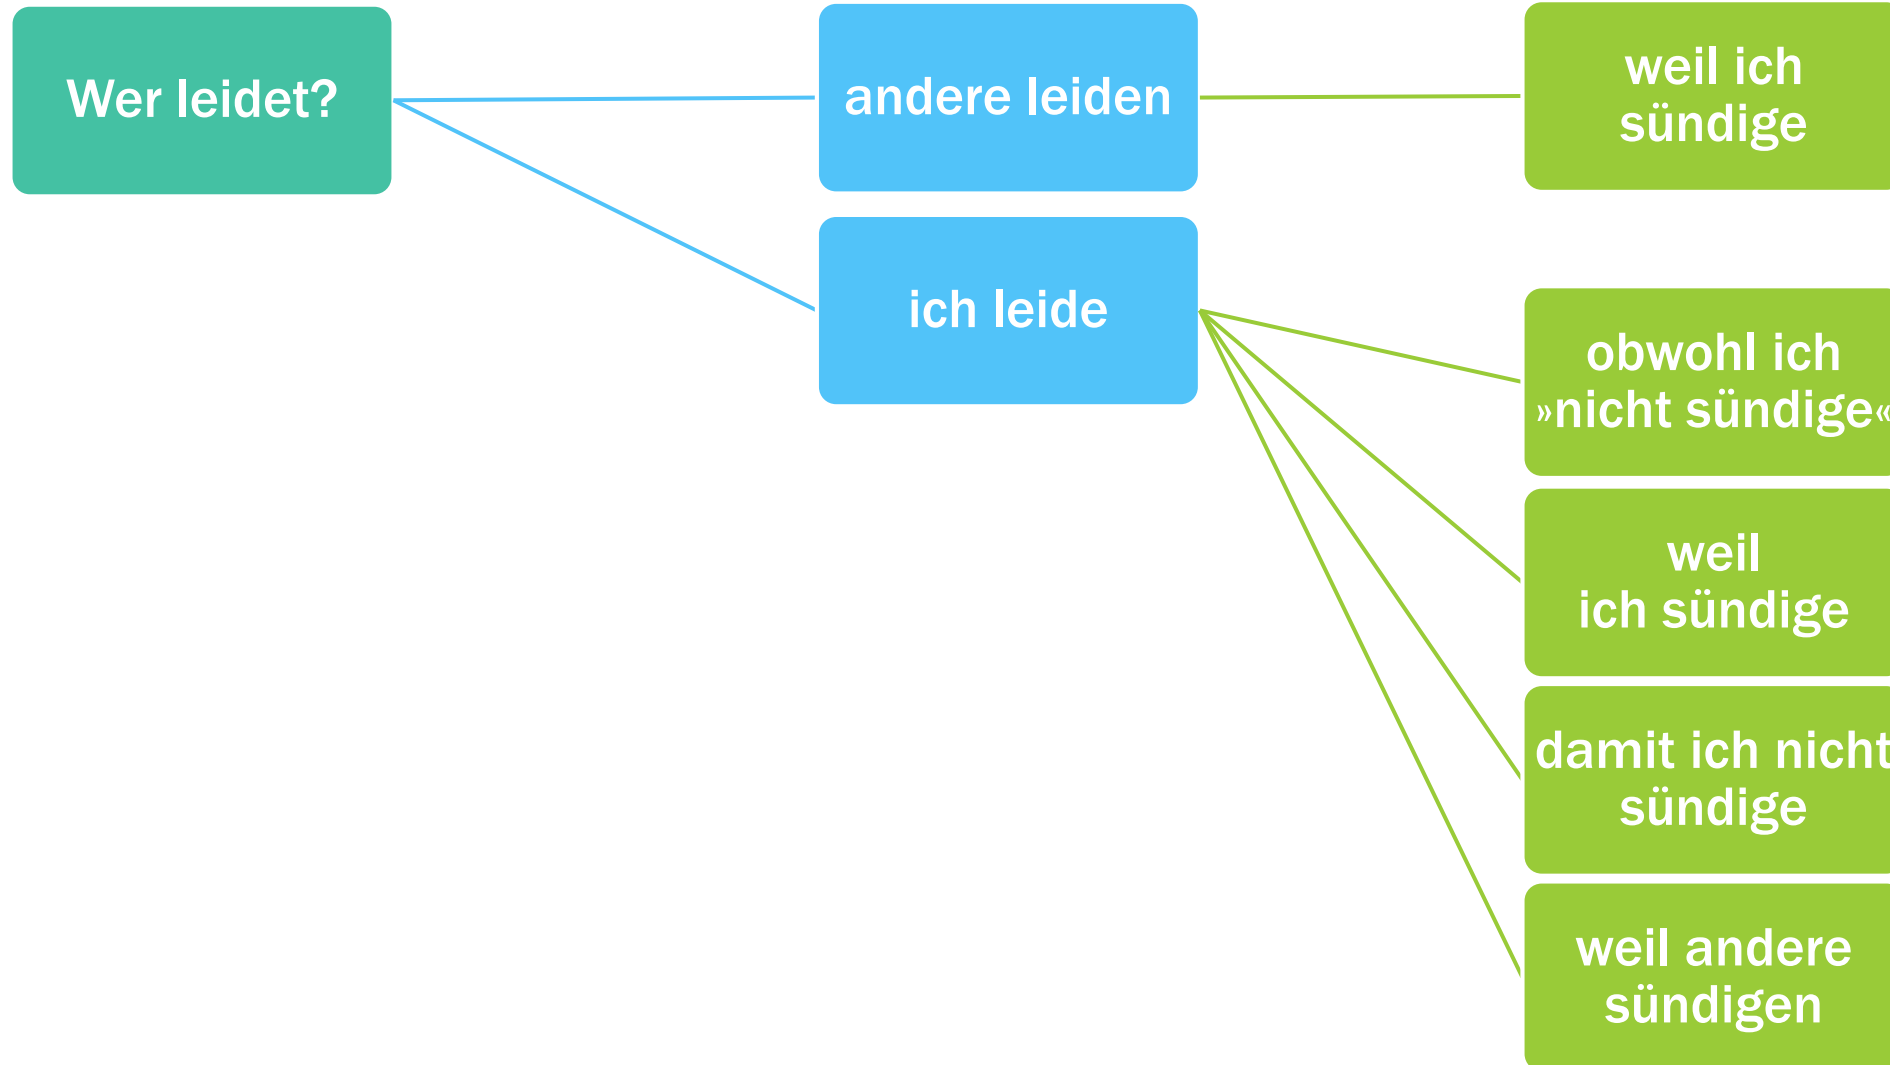 Wer leidet?
andere leiden
weil ich
sündige
ich leide
obwohl ich
»nicht sündige«
weil
ich sündige
damit ich nicht
sündige
weil andere
sündigen